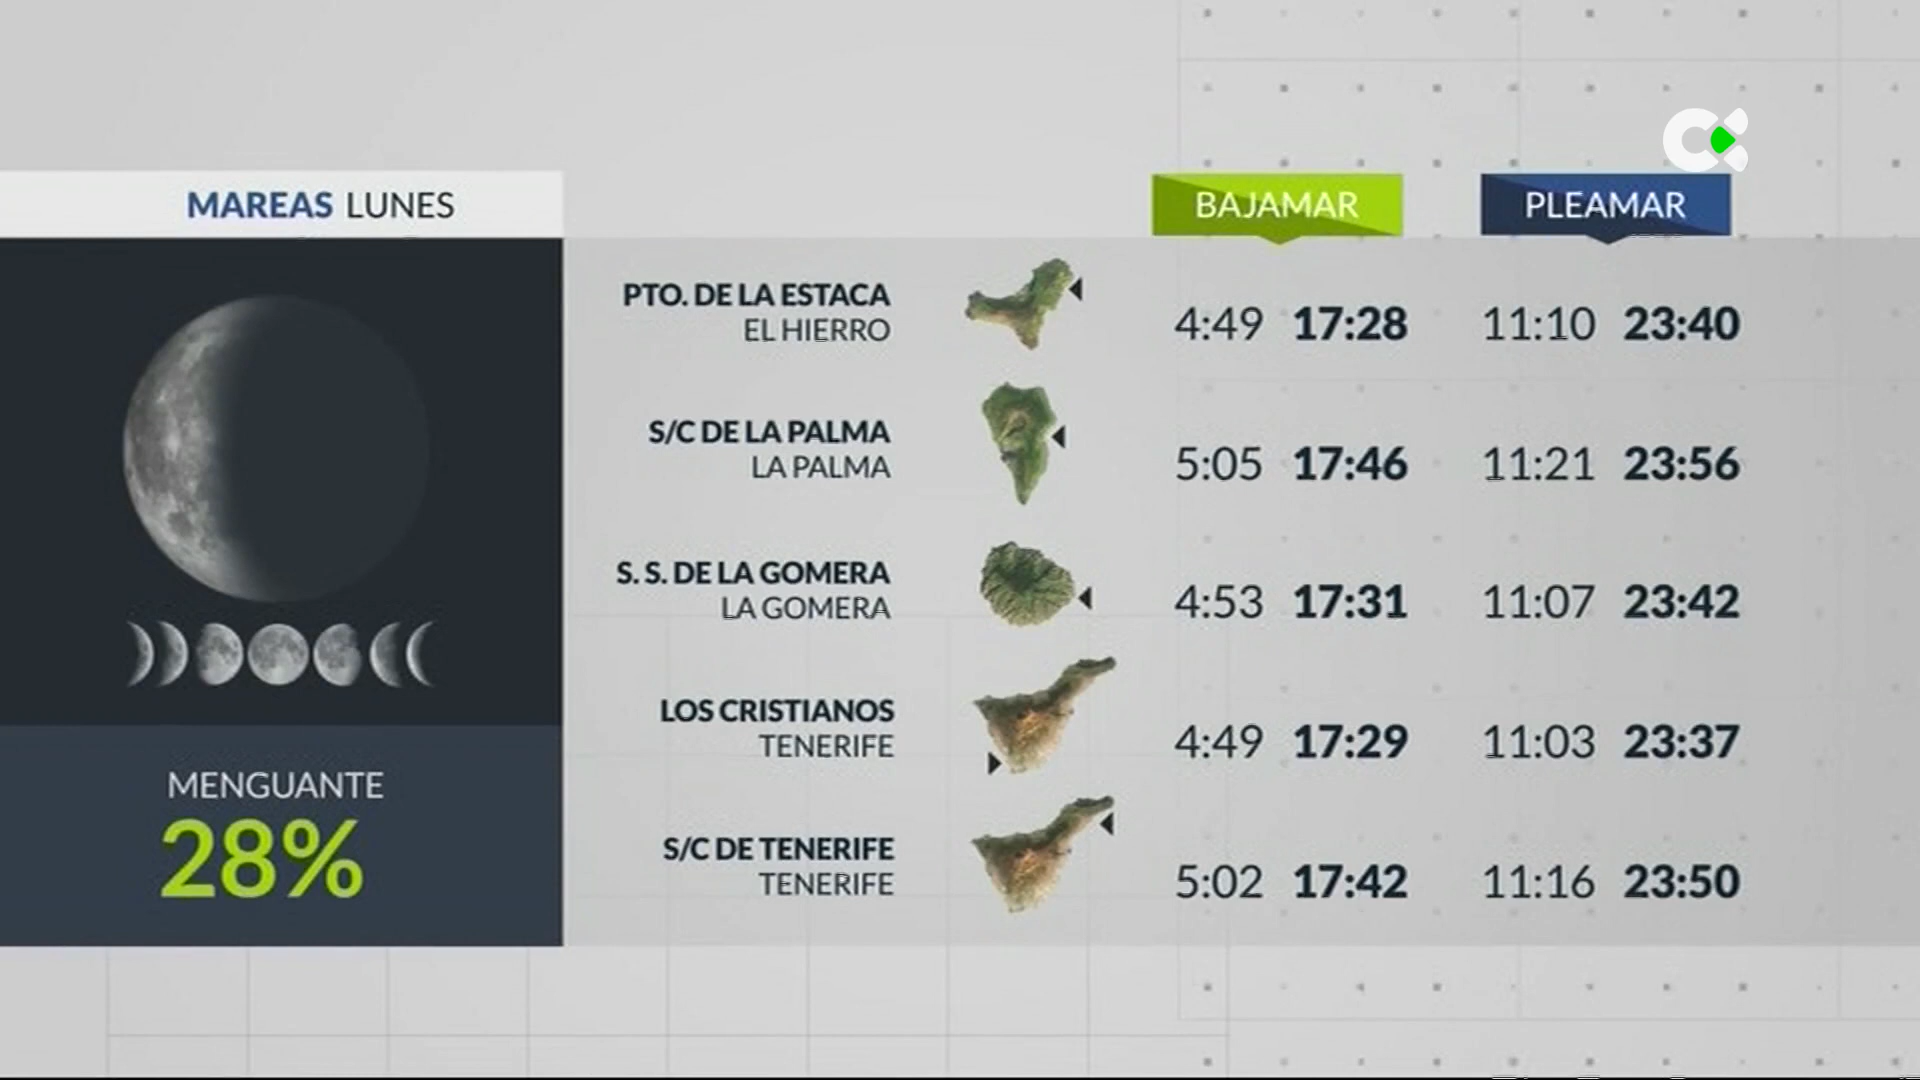 MAREAS LUNES
BAJAMAR PLEAMAR
PTO. DE LA ESTACA
EL HIERRO
4:49 17:28 11:10 23:40
S/C DE LA PALMA
LA PALMA
5:05 17:46 11:21 23:56
S. S. DE LA GOMERA
LA GOMERA
4:53 17:31 11:07 23:42
LOS CRISTIANOS
TENERIFE
4:49 17:29 11:03 23:37
S/C DE TENERIFE
TENERIFE
5:02 17:42 11:16 23:50
MENGUANTE
28%